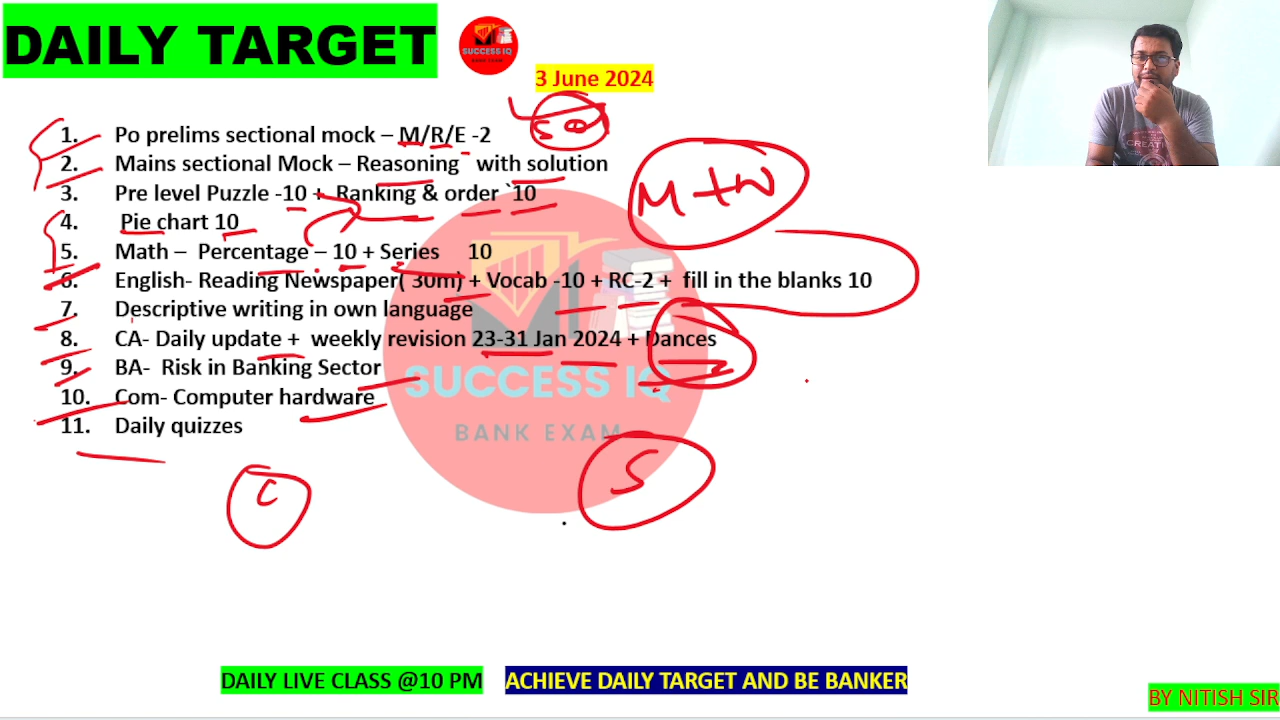 DAILY TARGET
SUCCESS IQ
BANK EXAM
3 June 2024
1. Po prelims sectional mock – M/R/E -2
2. Mains sectional Mock – Reasoning with solution
3. Pre level Puzzle -10 + Ranking & order `10
4. Pie chart 10
5. Math – Percentage – 10 + Series 10
6. English- Reading Newspaper( 30m) + Vocab -10 + RC-2 + fill in the blanks 10
7. Descriptive writing in own language
8. CA- Daily update + weekly revision 23-31 Jan 2024 + Dances
9. BA- Risk in Banking Sector
10. Com- Computer hardware
11. Daily quizzes
M + W
SUCCESS IQ
BANK EXAM
S
C
DAILY LIVE CLASS @10 PM
ACHIEVE DAILY TARGET AND BE BANKER
BY NITISH SIR